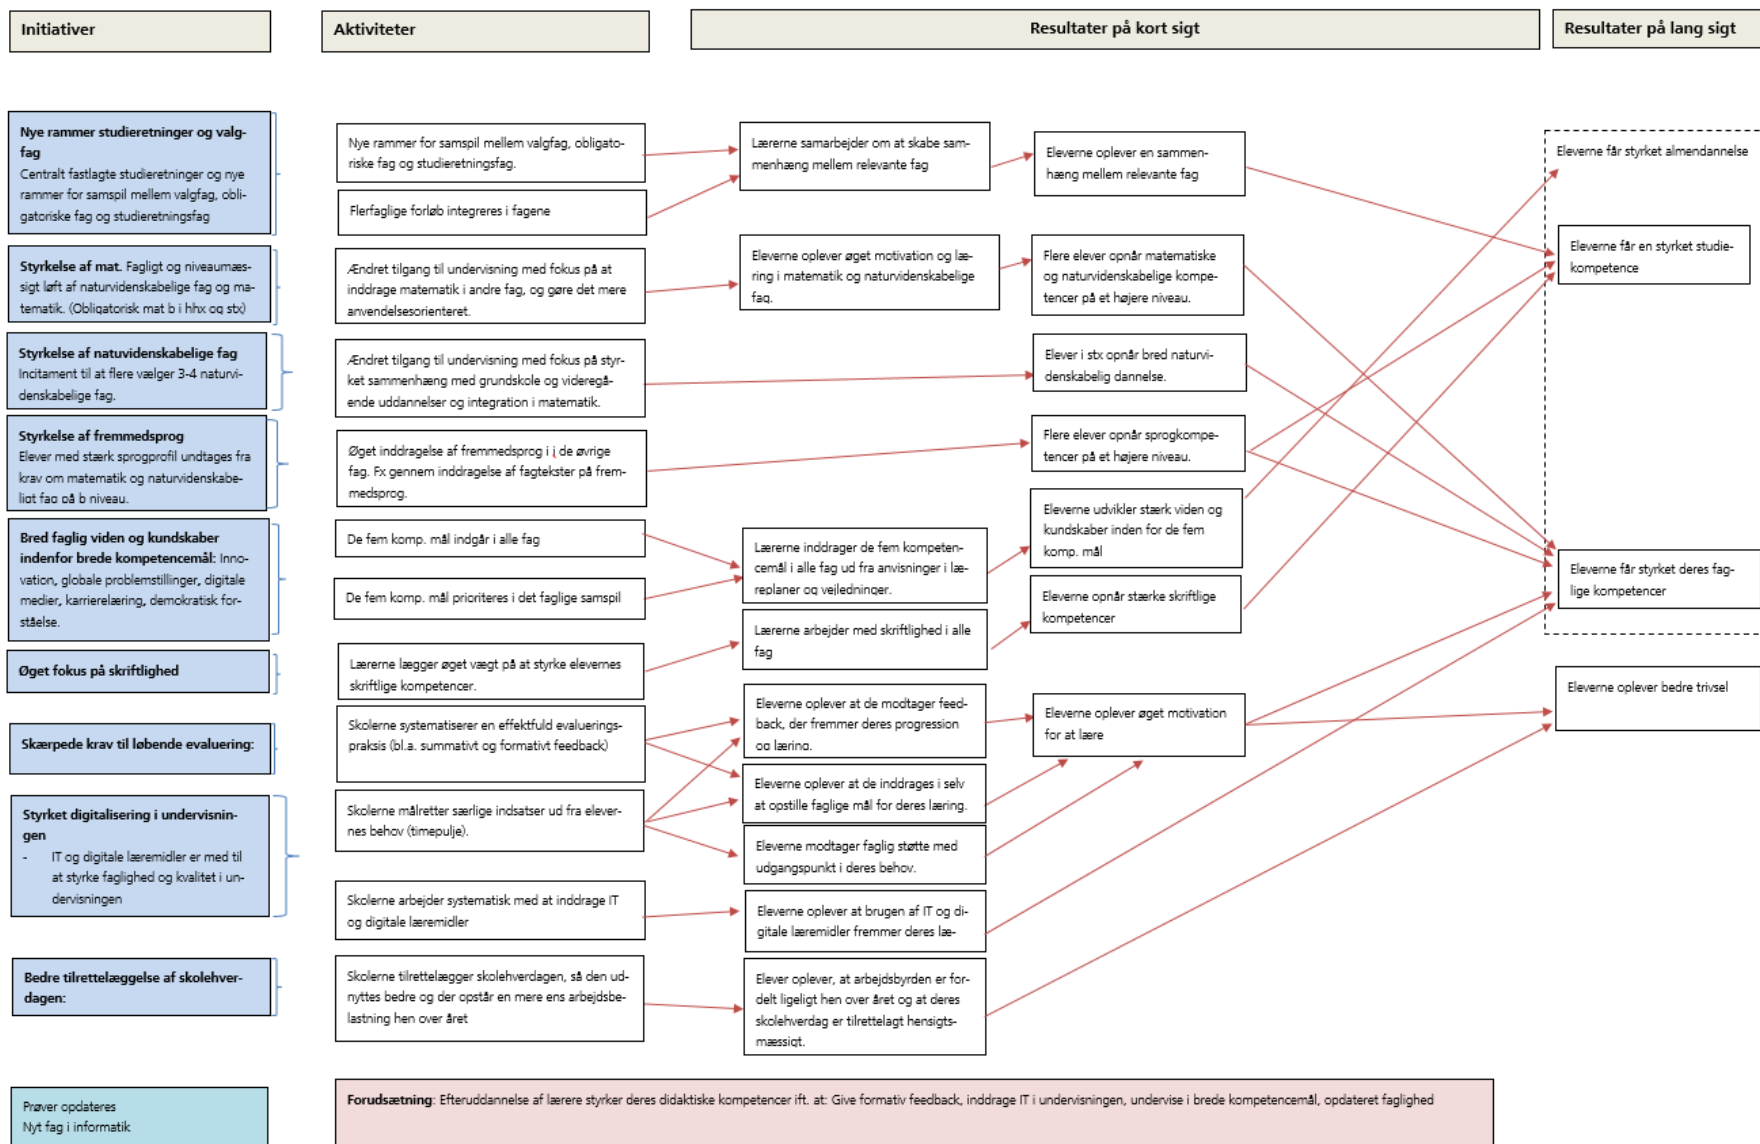 Initiativer
Aktiviteter
Resultater på kort sigt
Resultater på lang sigt
Nye rammer studieretninger og valg-
fag
Centralt fastlagte studieretninger og nye
rammer for samspil mellem valgfag, obli-
gatoriske fag og studieretningsfag
Styrkelse af mat. Fagligt og niveaumæs-
sigt løft af naturvidenskabelige fag og ma-
tematik. (Obligatorisk mat b i hhx og stx)
Styrkelse af natuvidenskabelige fag
Incitament til at flere vælger 3-4 naturvi-
denskabelige fag.
Styrkelse af fremmedsprog
Elever med stærk sprogprofil undtages fra
krav om matematik og naturvidenskabe-
ligt fag på b niveau.
Bred faglig viden og kundskaber
indenfor brede kompetencemål: Inno-
vation, globale problemstillinger, digitale
medier, karrierelæring, demokratisk for-
ståelse.
Øget fokus på skriftlighed
Skærpede krav til løbende evaluering:
Styrket digitalisering i undervisnin-
gen
- IT og digitale læremidler er med til
at styrke faglighed og kvalitet i un-
dervisningen
Bedre tilrettelæggelse af skolehver-
dagen:
Prøver opdateres
Nyt fag i informatik
Nye rammer for samspil mellem valgfag, obligato-
riske fag og studieretningsfag.
Flerfaglige forløb integreres i fagene
Ændret tilgang til undervisning med fokus på at
inddrage matematik i andre fag, og gøre det mere
anvendelsesorienteret.
Ændret tilgang til undervisning med fokus på styr-
ket sammenhæng med grundskole og videregå-
ende uddannelser og integration i matematik.
Øget inddragelse af fremmedsprog i i de øvrige
fag. Fx gennem inddragelse af fagtekster på frem-
medsprog.
De fem komp. mål indgår i alle fag
De fem komp. mål prioriteres i det faglige samspil
Lærerne lægger øget vægt på at styrke elevernes
skriftlige kompetencer.
Skolerne systematiserer en effektfuld evaluerings-
praksis (bl.a. summativt og formativt feedback)
Skolerne målretter særlige indsatser ud fra elever-
nes behov (timepulje).
Skolerne arbejder systematisk med at inddrage IT
og digitale læremidler
Skolerne tilrettelægger skolehverdagen, så den ud-
nyttes bedre og der opstår en mere ens arbejdsbe-
lastning hen over året
Lærerne samarbejder om at skabe sam-
menhæng mellem relevante fag
Eleverne oplever øget motivation og læ-
ring i matematik og naturvidenskabelige
fag.
Lærerne inddrager de fem kompeten-
cemål i alle fag ud fra anvisninger i læ-
replaner og vejledninger.
Lærerne arbejder med skriftlighed i alle
fag
Eleverne oplever at de modtager feed-
back, der fremmer deres progression
og læring.
Eleverne oplever at de inddrages i selv
at opstille faglige mål for deres læring.
Eleverne modtager faglig støtte med
udgangspunkt i deres behov.
Eleverne oplever at brugen af IT og di-
gitale læremidler fremmer deres læ-
Elever oplever, at arbejdsbyrden er for-
delt ligeligt hen over året og at deres
skolehverdag er tilrettelagt hensigts-
mæssigt.
Eleverne oplever en sammen-
hæng mellem relevante fag
Flere elever opnår matematiske
og naturvidenskabelige kompe-
tencer på et højere niveau.
Elever i stx opnår bred naturvi-
denskabelig dannelse.
Flere elever opnår sprogkompe-
tencer på et højere niveau.
Eleverne udvikler stærk viden og
kundskaber inden for de fem
komp. mål
Eleverne opnår stærke skriftlige
kompetencer
Eleverne oplever øget motivation
for at lære
Eleverne får styrket almendannelse
Eleverne får en styrket studie-
kompetence
Eleverne får styrket deres fag-
lige kompetencer
Eleverne oplever bedre trivsel
Forudsætning: Efteruddannelse af lærere styrker deres didaktiske kompetencer ift. at: Give formativ feedback, inddrage IT i undervisningen, undervise i brede kompetencemål, opdateret faglighed